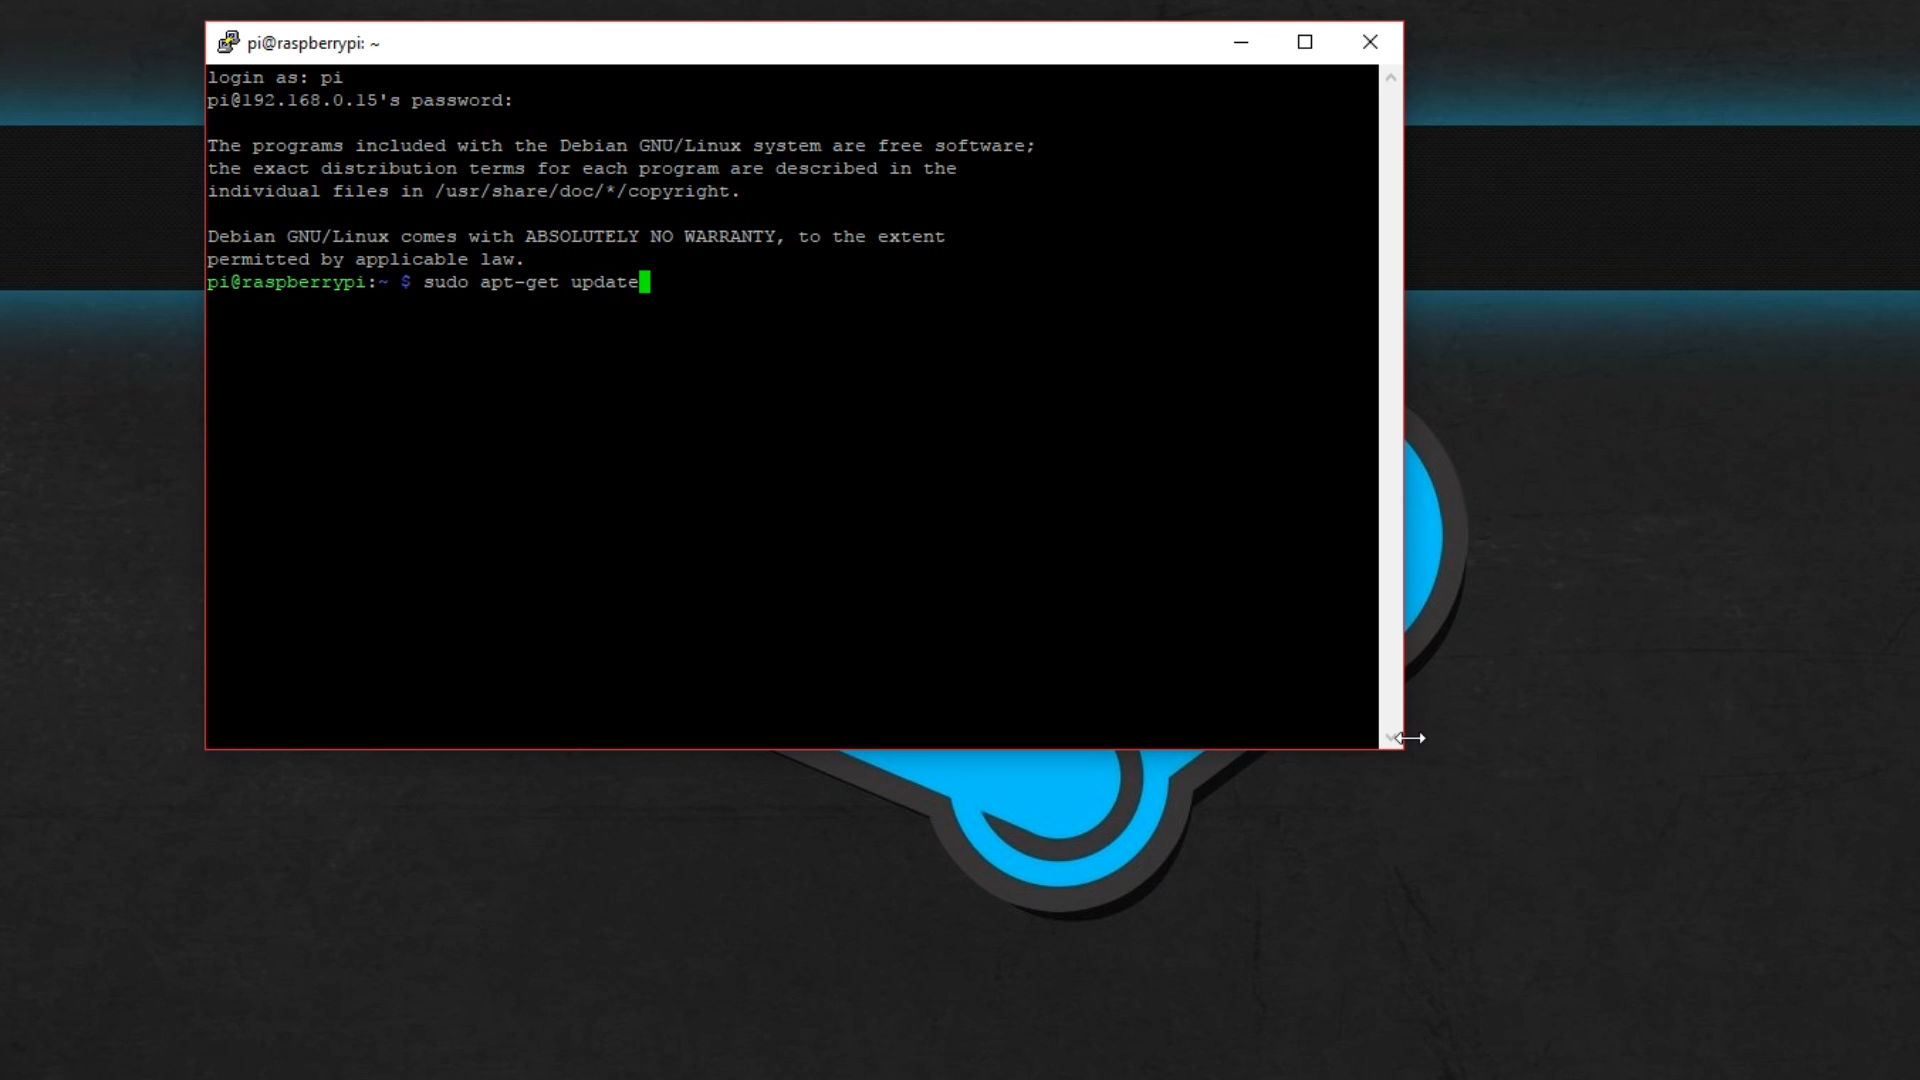 pi@raspberrypi: ~
login as: pi
pi@192.168.0.15's password:
The programs included with the Debian GNU/Linux system are free software;
the exact distribution terms for each program are described in the
individual files in /usr/share/doc/*/copyright.
Debian GNU/Linux comes with ABSOLUTELY NO WARRANTY, to the extent
permitted by applicable law.
pi@raspberrypi:~ $ sudo apt-get update